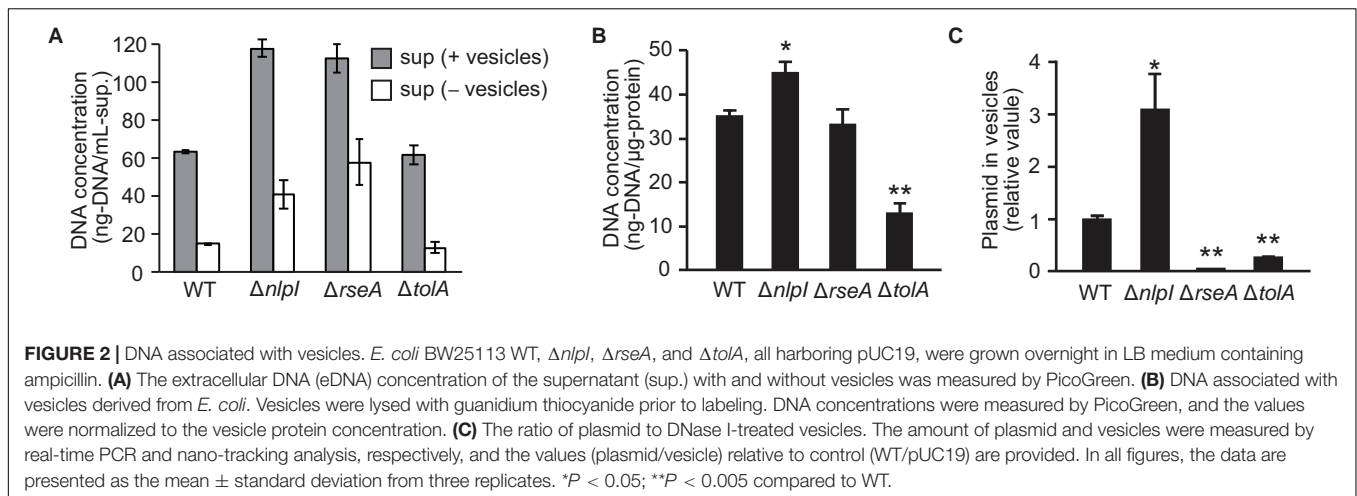 A
DNA concentration
(ng-DNA/mL-sup.)
120
100
80
60
40
20
0
sup (+ vesicles)
sup (− vesicles)
WT
ΔnlpI
ΔrseA
ΔtolA
B
DNA concentration
(ng-DNA/μg-protein)
50
40
30
20
10
0
*
**
WT
ΔnlpI
ΔrseA
ΔtolA
C
Plasmid in vesicles
(relative valule)
4
3
2
1
0
*
**
**
WT
ΔnlpI
ΔrseA
ΔtolA
FIGURE 2 | DNA associated with vesicles. E. coli BW25113 WT, ΔnlpI, ΔrseA, and ΔtolA, all harboring pUC19, were grown overnight in LB medium containing
ampicillin. (A) The extracellular DNA (eDNA) concentration of the supernatant (sup.) with and without vesicles was measured by PicoGreen. (B) DNA associated with
vesicles derived from E. coli. Vesicles were lysed with guanidium thiocyanide prior to labeling. DNA concentrations were measured by PicoGreen, and the values
were normalized to the vesicle protein concentration. (C) The ratio of plasmid to DNase I-treated vesicles. The amount of plasmid and vesicles were measured by
real-time PCR and nano-tracking analysis, respectively, and the values (plasmid/vesicle) relative to control (WT/pUC19) are provided. In all figures, the data are
presented as the mean ± standard deviation from three replicates. *P < 0.05; **P < 0.005 compared to WT.